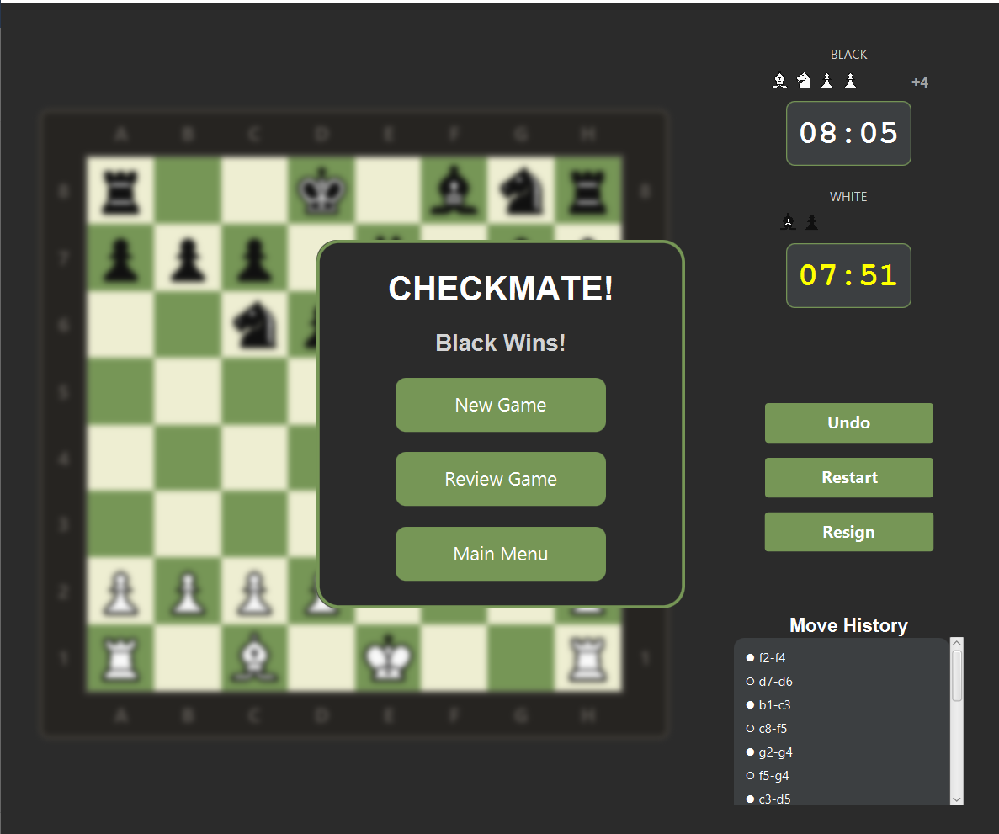 BLACK
+4
08:05
WHITE
07:51
A B C D E F G H
8 8
7
6
5
4
3
2
1 1
A B C D E F G H
CHECKMATE!
Black Wins!
New Game
Review Game
Main Menu
Undo
Restart
Resign
Move History
f2-f4
d7-d6
b1-c3
c8-f5
g2-g4
f5-g4
c3-d5